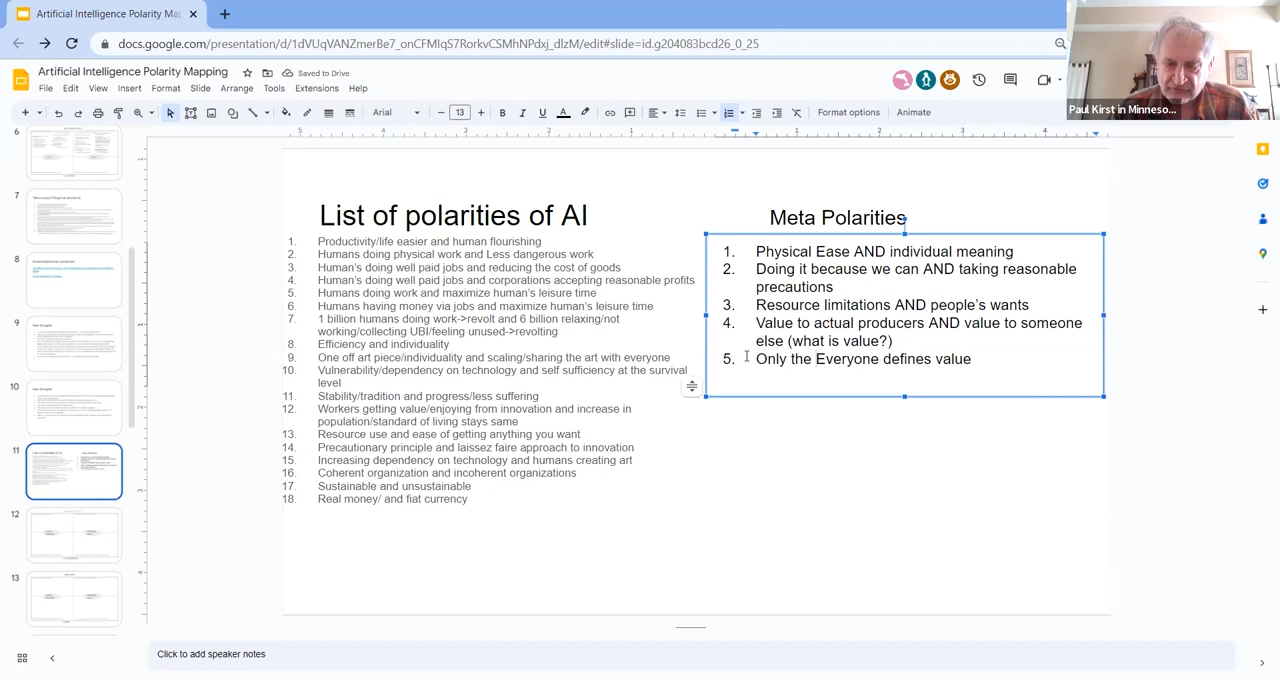 Artificial Intelligence Polarity Map
docs.google.com/presentation/d/1dVUqVANZmerBe7_onCFMIqS7RorkvCSMhNPdxj_dlzM/edit#slide=id.g204083bcd26_0_25
Artificial Intelligence Polarity Mapping
Saved to Drive
File Edit View Insert Format Slide Arrange Tools Extensions Help
Paul Kirst in Minneso...
Arial
B I U A
Format options
Animate
6
7
8
9
10
11
12
13
List of polarities of AI
1. Productivity/life easier and human flourishing
2. Humans doing physical work and avoiding dangerous work
3. Human's doing well paid jobs and reducing the cost of goods
4. Human's doing well paid jobs and corporations accepting reasonable profits
5. Humans doing work and maximize human's leisure time
6. Humans having money via jobs and maximize human's leisure time
7. 1 billion humans doing work->revolt and 6 billion relaxing/not
working/collecting UBI/feeling unused->revolting
8. Efficiency and individuality
9. One off art piece/individuality and scaling/sharing the art with everyone
10. Vulnerability/dependency on technology and self sufficiency at the survival
level
11. and
12. getting value/enjoying from innovation and increase in
population/standard of living stays same
13. Resource use and ease of getting anything you want
14. Precautionary principle and laissez faire approach to innovation
15. Increasing dependency on technology and humans creating art
16. Coherent organization and incoherent organizations
17. Sustainable and unsustainable
18. Real money/ and fiat currency
Meta Polarities
1. Physical Ease AND individual meaning
2. Doing it because we can AND taking reasonable
precautions
3. Resource limitations AND people's wants
4. Value to actual producers AND value to someone
else (what is value?)
5. Only the Everyone defines value
Click to add speaker notes